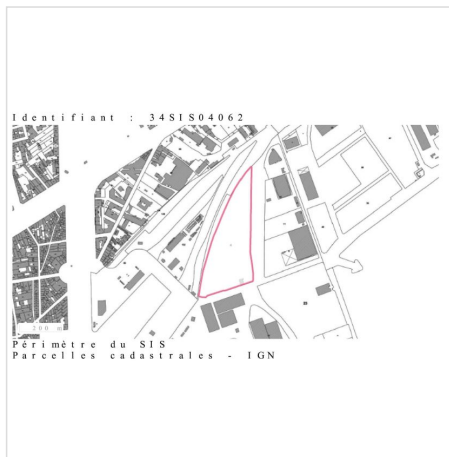 Identifiant : 34SIS04062
200 m
Périmètre du SIS
Parcelles cadastrales - IGN